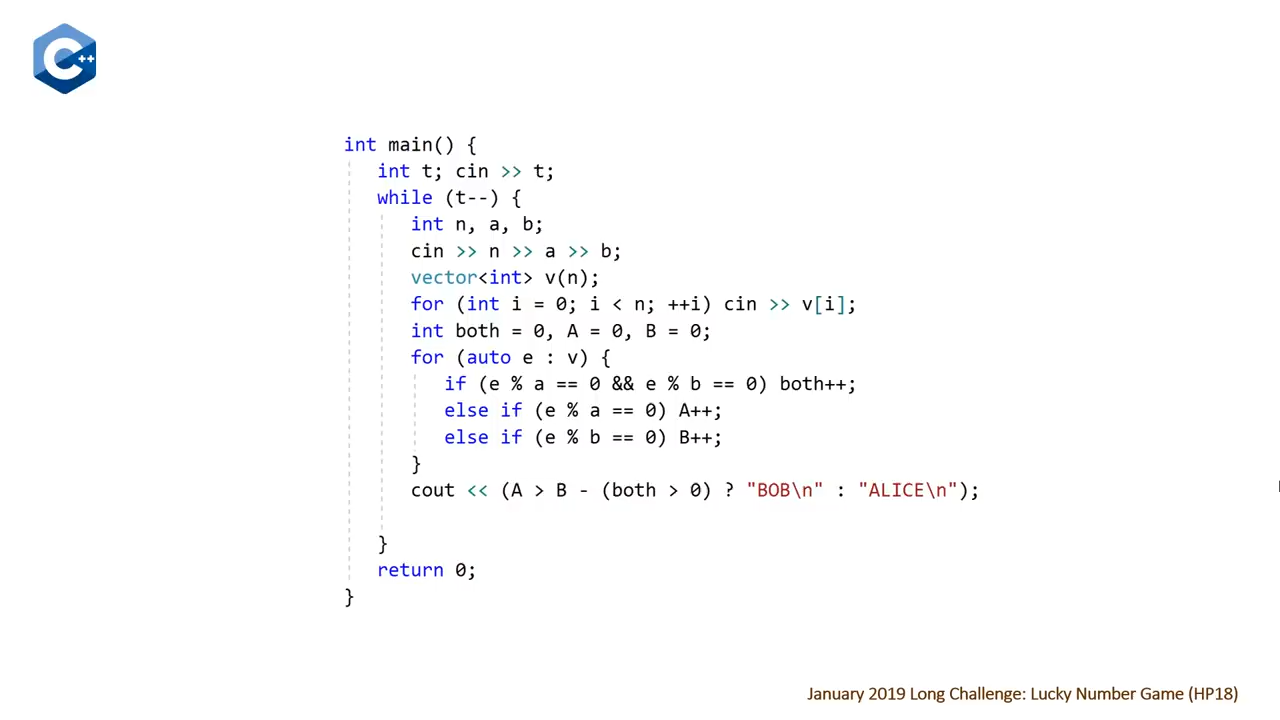 C++
int main() {
int t; cin >> t;
while (t--) {
int n, a, b;
cin >> n >> a >> b;
vector<int> v(n);
for (int i = 0; i < n; ++i) cin >> v[i];
int both = 0, A = 0, B = 0;
for (auto e : v) {
if (e % a == 0 && e % b == 0) both++;
else if (e % a == 0) A++;
else if (e % b == 0) B++;
}
cout << (A > B - (both > 0) ? "BOB\n" : "ALICE\n");
}
return 0;
}
January 2019 Long Challenge: Lucky Number Game (HP18)